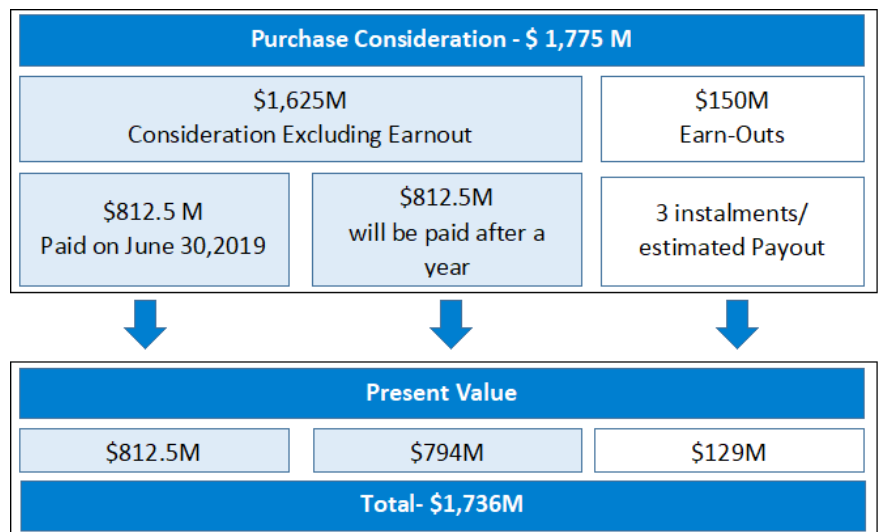 Purchase Consideration - $ 1,775 M
$1,625M
Consideration Excluding Earnout
$150M
Earn-Outs
$812.5 M
Paid on June 30,2019
$812.5M
will be paid after a
year
3 instalments/
estimated Payout
Present Value
$812.5M
$794M
$129M
Total- $1,736M